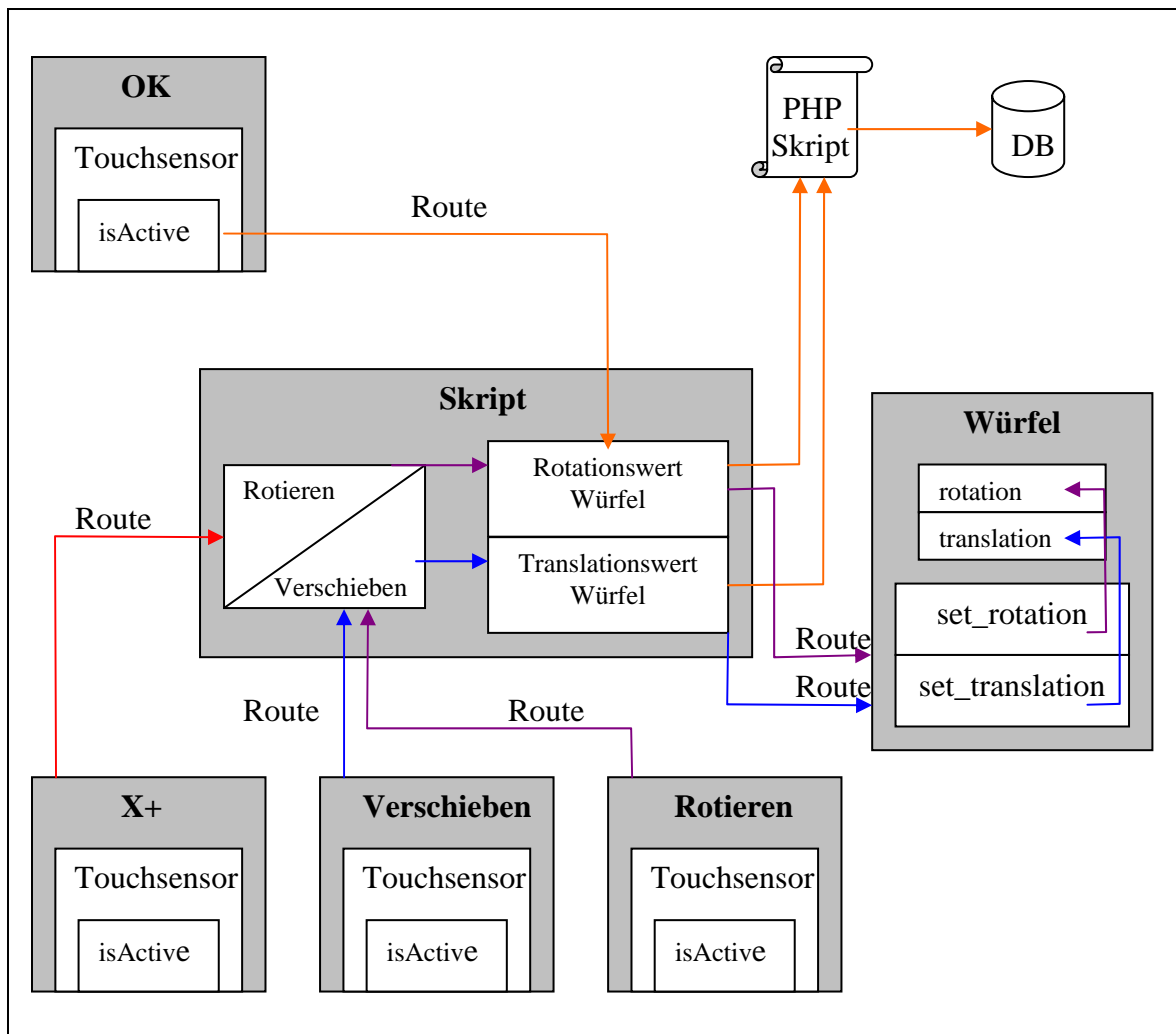 OK
Touchsensor
isActive
Route
PHP
Skript
DB
Skript
Rotieren
Verschieben
Rotationswert
Würfel
Translationswert
Würfel
Würfel
rotation
translation
set_rotation
set_translation
Route
Route
Route
Route
Route
X+
Touchsensor
isActive
Verschieben
Touchsensor
isActive
Rotieren
Touchsensor
isActive